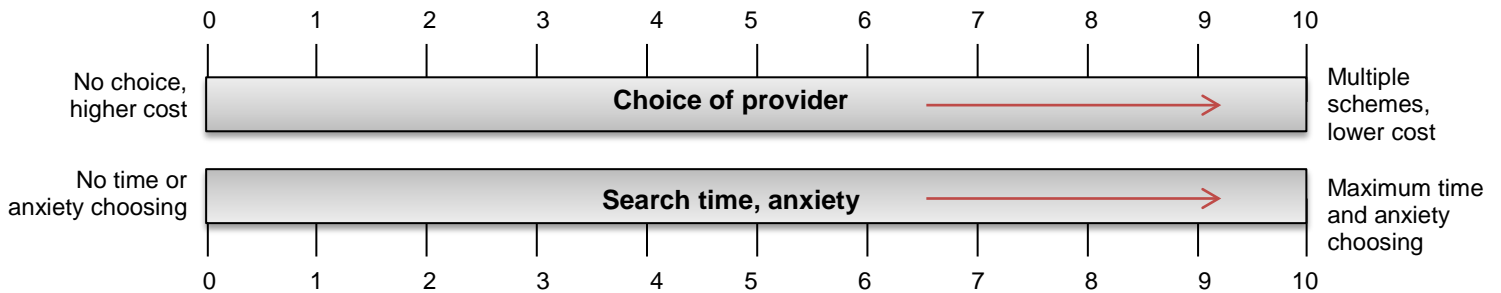 0 1 2 3 4 5 6 7 8 9 10
No choice,
higher cost
Choice of provider
Multiple
schemes,
lower cost
No time or
anxiety choosing
Search time, anxiety
Maximum time
and anxiety
choosing
0 1 2 3 4 5 6 7 8 9 10